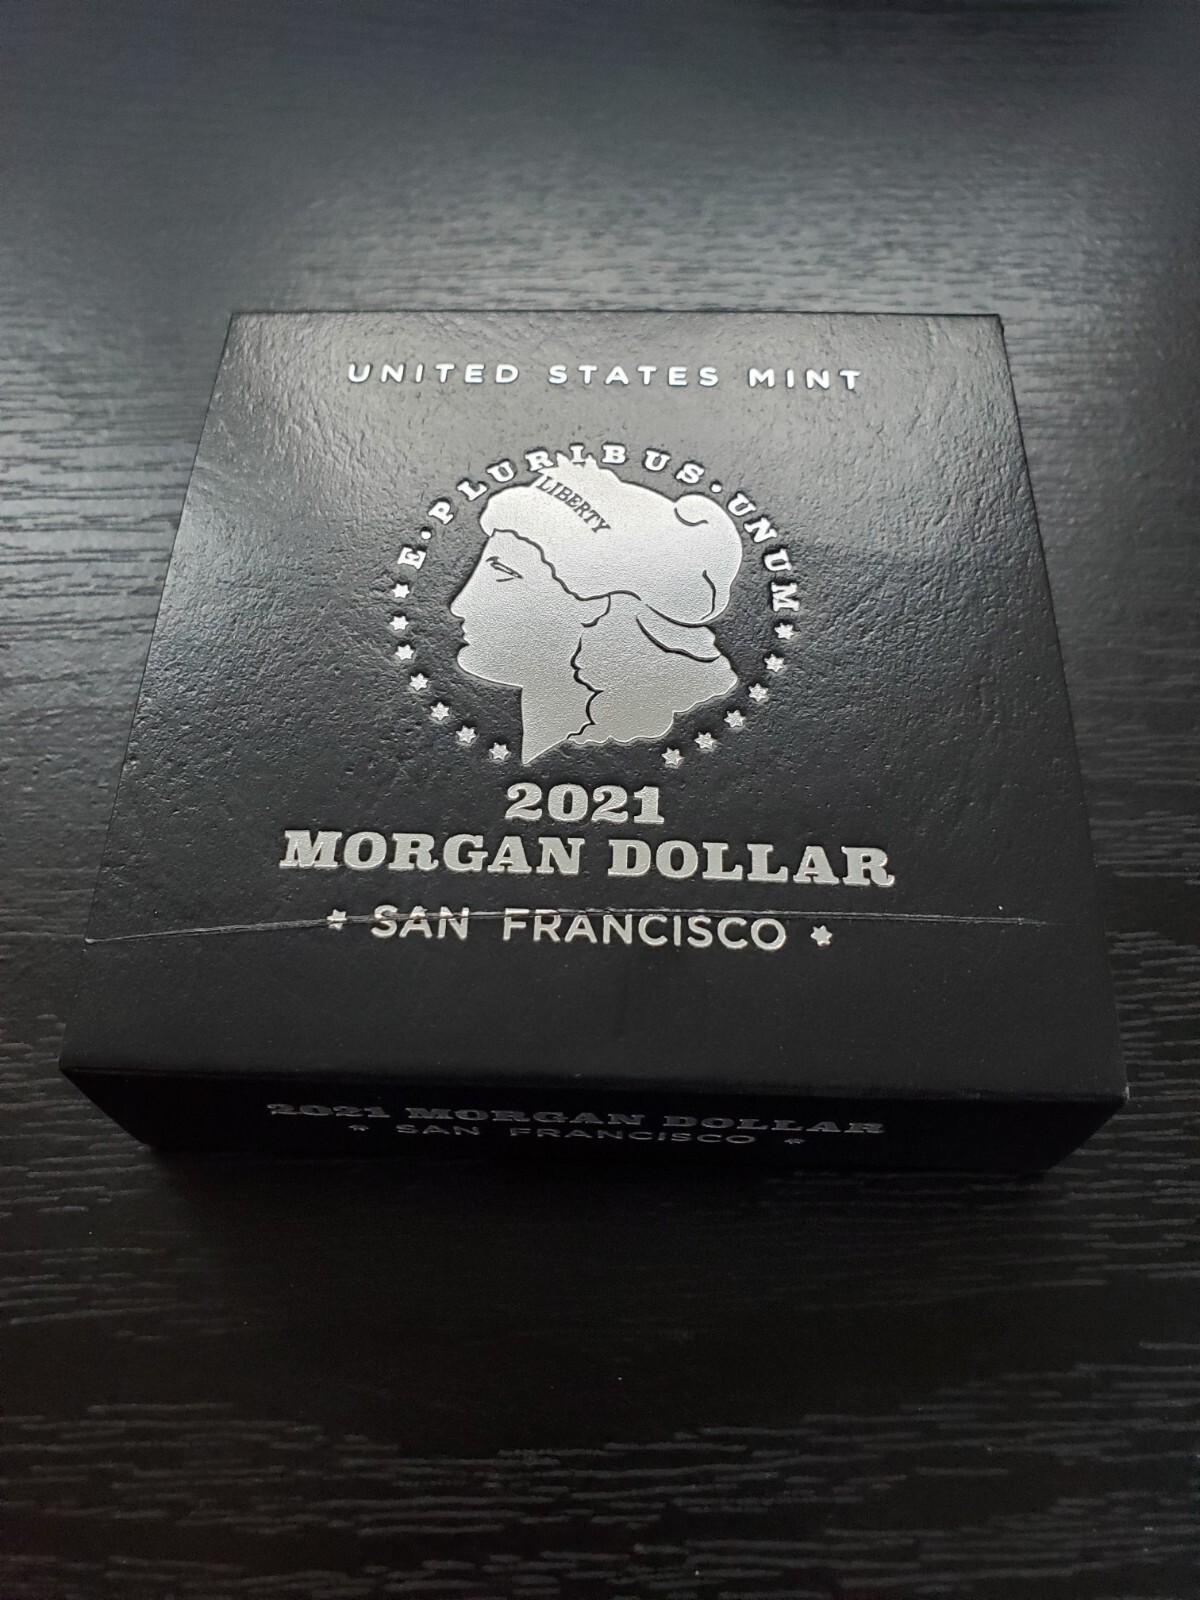 UNITED STATES MINT
E·PLURIBUS·UNUM
LIBERTY
2021
MORGAN DOLLAR
* SAN FRANCISCO *
2021 MORGAN DOLLAR
* SAN FRANCISCO *